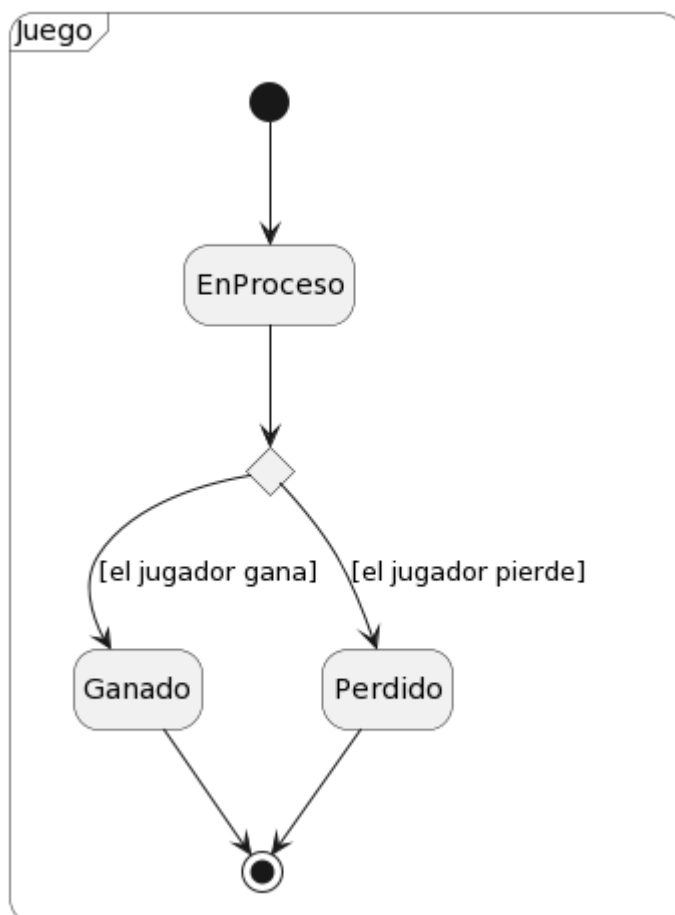 Juego
EnProceso
[el jugador gana]
[el jugador pierde]
Ganado
Perdido